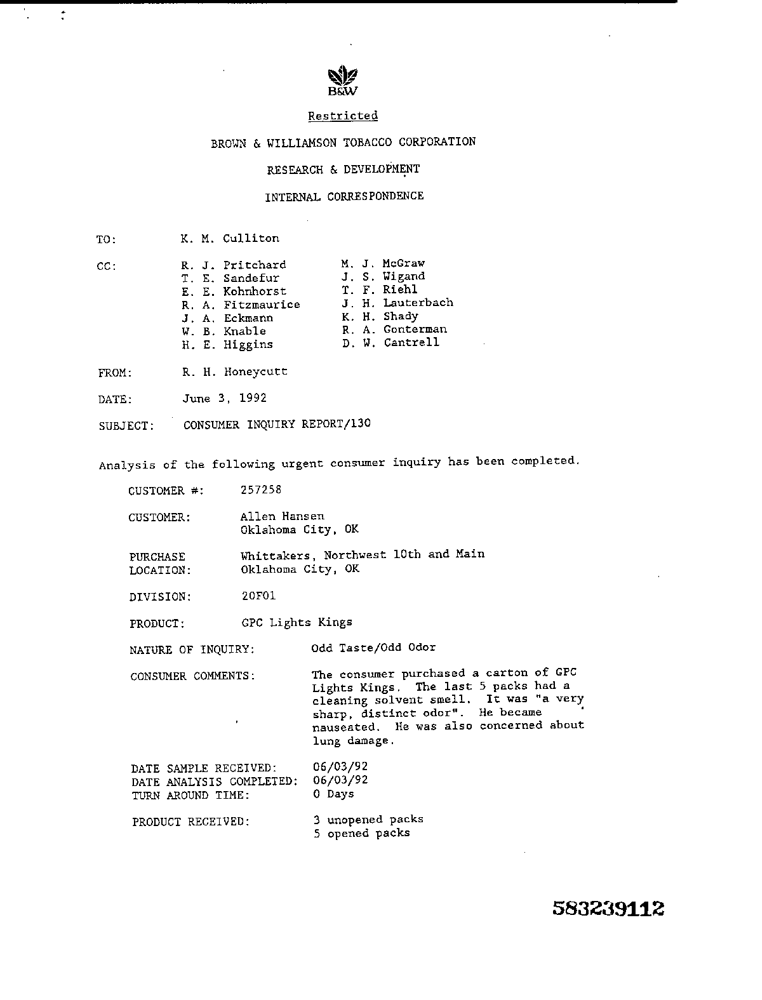 B&W
Restricted
BROWN & WILLIAMSON TOBACCO CORPORATION
RESEARCH & DEVELOPMENT
INTERNAL CORRESPONDENCE
TO: K. M. Culliton
CC: R. J. Pritchard M. J. McGraw
T. E. Sandefur J. S. Wigand
E. E. Kohnhorst T. F. Riehl
R. A. Fitzmaurice J. H. Lauterbach
J. A. Eckmann K. H. Shady
W. B. Knable R. A. Gonterman
H. E. Higgins D. W. Cantrell
FROM: R. H. Honeycutt
DATE: June 3, 1992
SUBJECT: CONSUMER INQUIRY REPORT/130
Analysis of the following urgent consumer inquiry has been completed.
CUSTOMER #: 257258
CUSTOMER: Allen Hansen
Oklahoma City, OK
PURCHASE Whittakers, Northwest 10th and Main
LOCATION: Oklahoma City, OK
DIVISION: 20F01
PRODUCT: GPC Lights Kings
NATURE OF INQUIRY: Odd Taste/Odd Odor
CONSUMER COMMENTS: The consumer purchased a carton of GPC
Lights Kings. The last 5 packs had a
cleaning solvent smell. It was "a very
sharp, distinct odor". He became
nauseated. He was also concerned about
lung damage.
DATE SAMPLE RECEIVED: 06/03/92
DATE ANALYSIS COMPLETED: 06/03/92
TURN AROUND TIME: 0 Days
PRODUCT RECEIVED: 3 unopened packs
5 opened packs
583239112